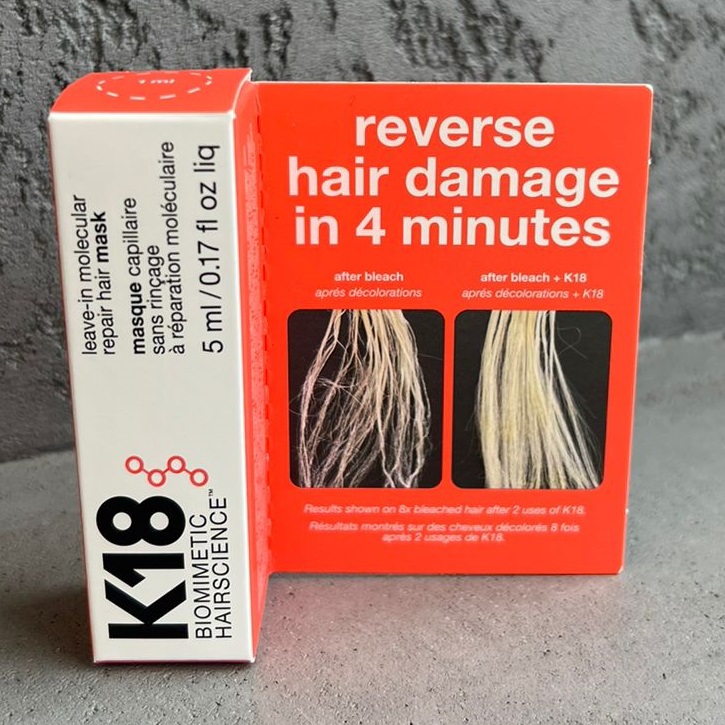 1 ml
leave-in molecular
repair hair mask
masque capillaire
sans rinçage
à réparation moléculaire
5 ml/0.17 fl oz liq
K18
BIOMIMETIC
HAIRSCIENCE™
reverse
hair damage
in 4 minutes
after bleach
aprés décolorations
after bleach + K18
aprés décolorations + K18
Results shown on 8x bleached hair after 2 uses of K18.
Résultats montrés sur des cheveux décolorés 8 fois
après 2 usages de K18.